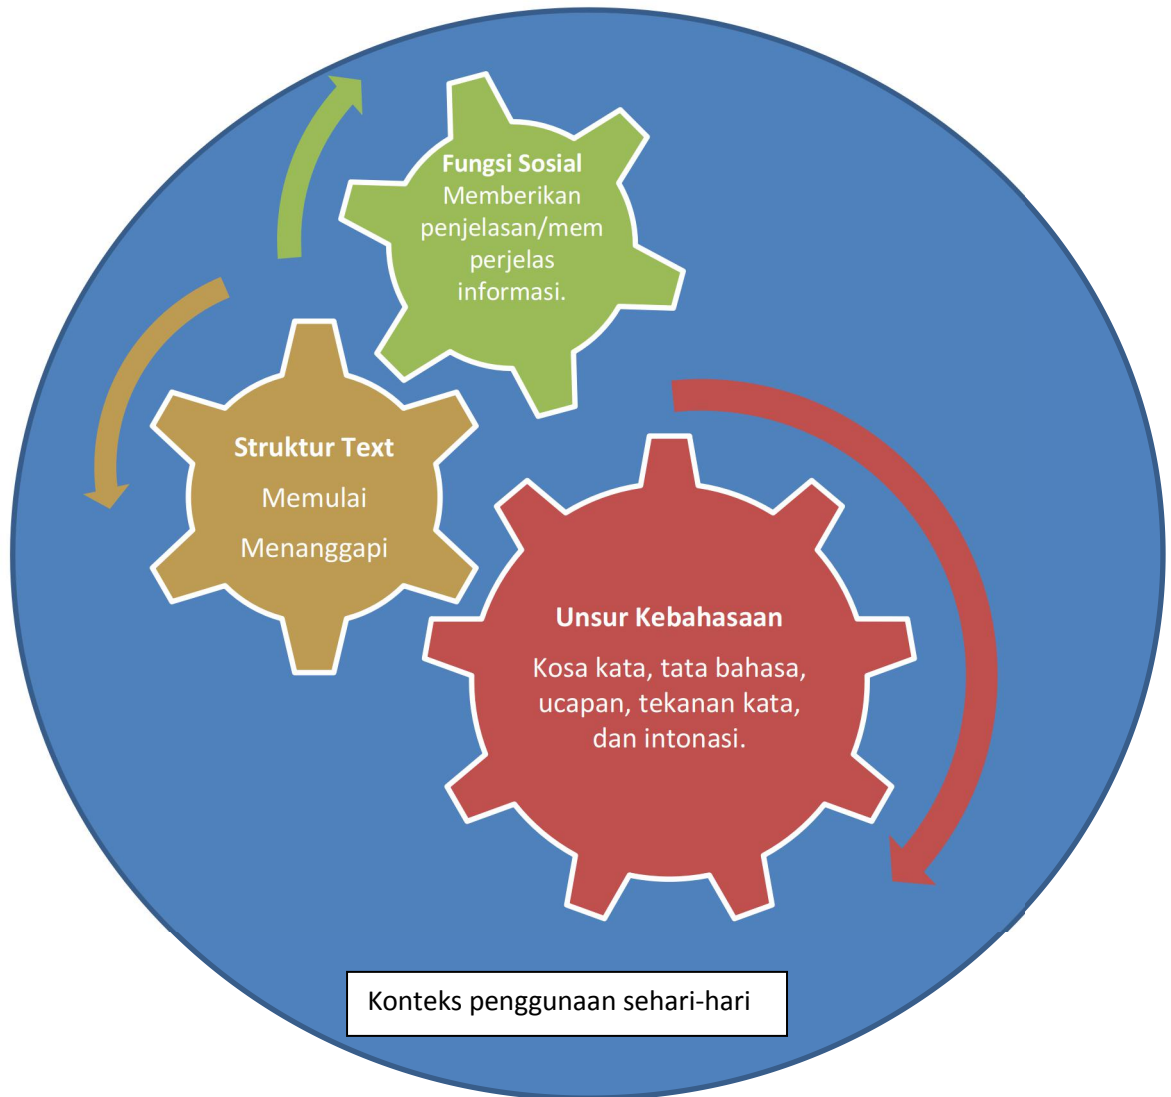 Fungsi Sosial
Memberikan
penjelasan/mem
perjelas
informasi.
Struktur Text
Memulai
Menanggapi
Unsur Kebahasaan
Kosa kata, tata bahasa,
ucapan, tekanan kata,
dan intonasi.
Konteks penggunaan sehari-hari